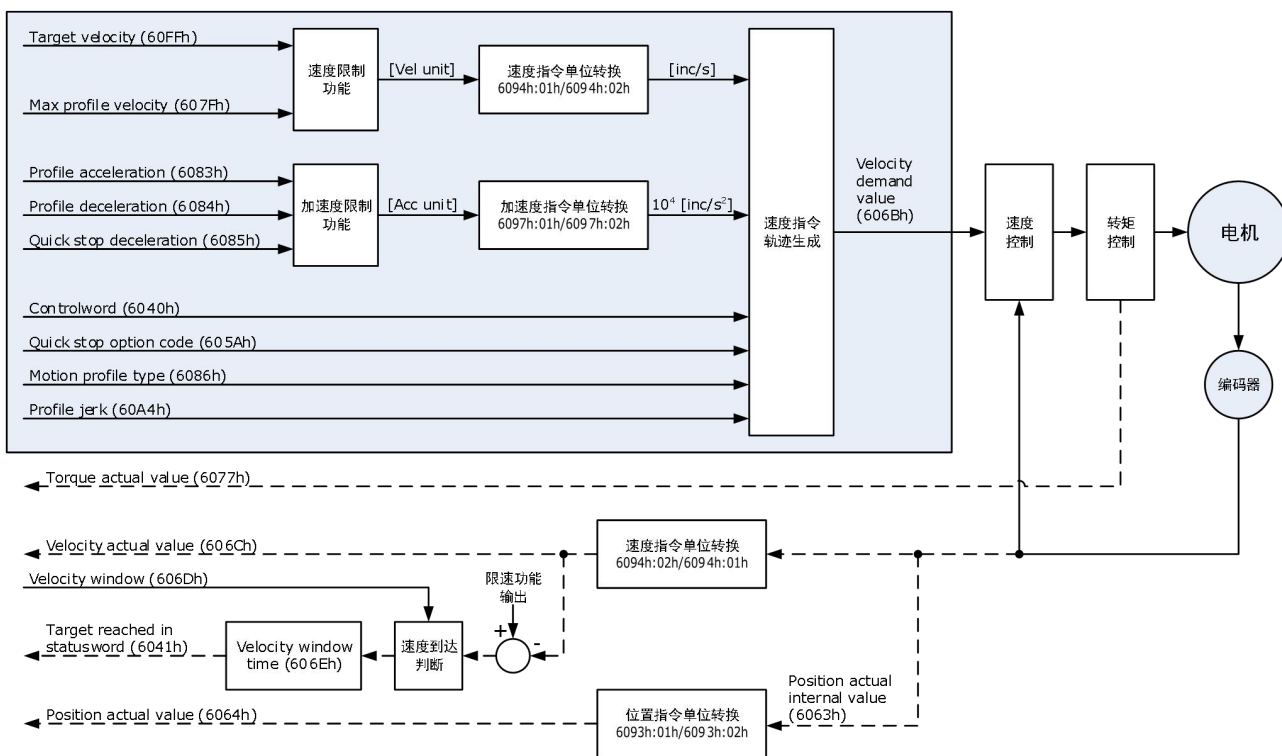 Target velocity (60FFh)
Max profile velocity (607Fh)
速度限制
功能
[Vel unit]
速度指令单位转换
6094h:01h/6094h:02h
[inc/s]
Profile acceleration (6083h)
Profile deceleration (6084h)
Quick stop deceleration (6085h)
加速度限制
功能
[Acc unit]
加速度指令单位转换
6097h:01h/6097h:02h
10⁴ [inc/s²]
Controlword (6040h)
Quick stop option code (605Ah)
Motion profile type (6086h)
Profile jerk (60A4h)
速度指令
轨迹生成
Velocity
demand
value
(606Bh)
速度
控制
转矩
控制
电机
编码器
Torque actual value (6077h)
Velocity actual value (606Ch)
速度指令单位转换
6094h:02h/6094h:01h
Velocity window (606Dh)
限速功能
输出
+
-
Target reached in
statusword (6041h)
Velocity window
time (606Eh)
速度到达
判断
Position actual value (6064h)
位置指令单位转换
6093h:01h/6093h:02h
Position actual
internal value
(6063h)